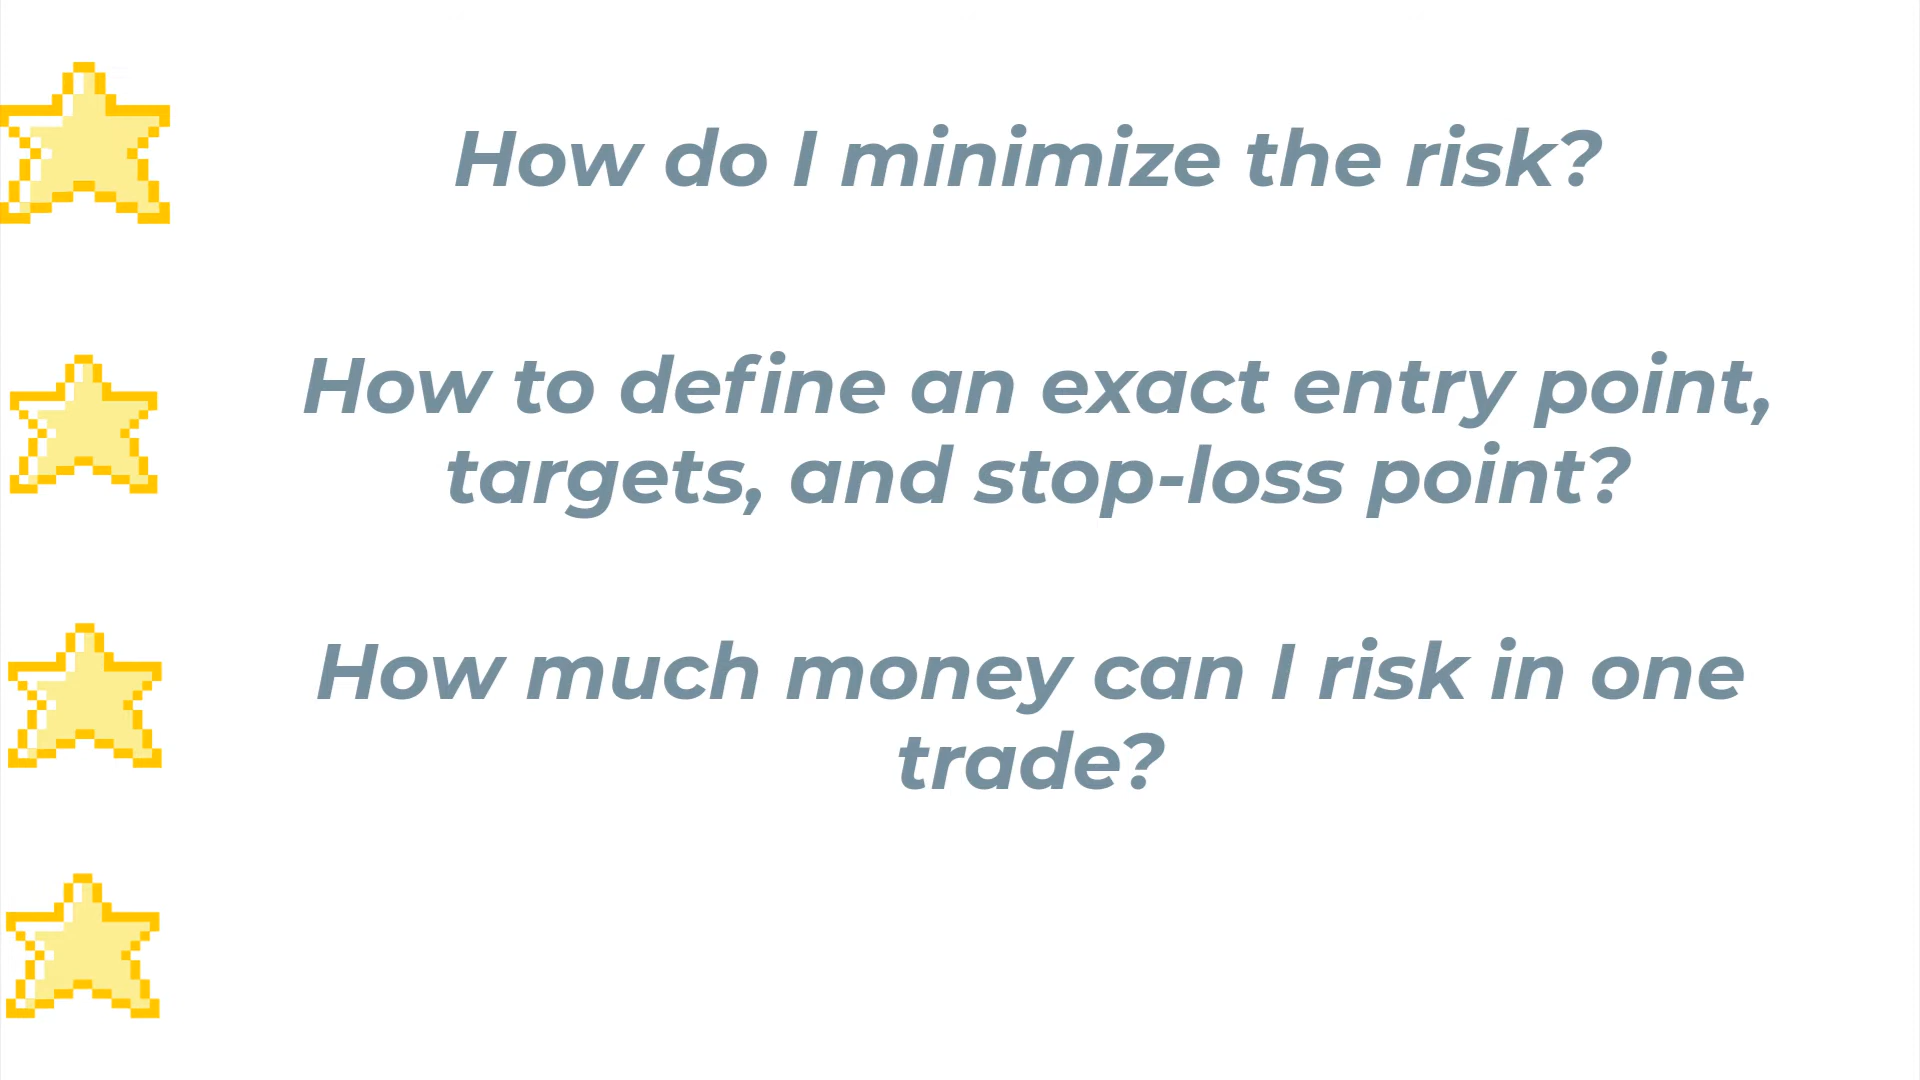 How do I minimize the risk?
How to define an exact entry point,
targets, and stop-loss point?
How much money can I risk in one
trade?